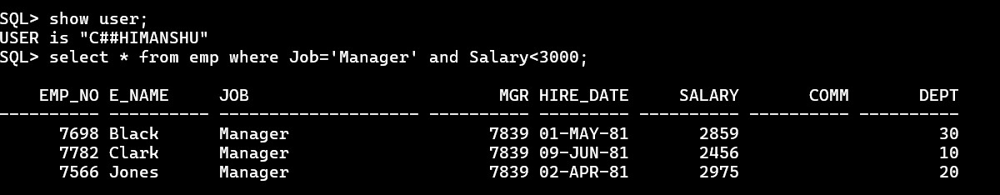 SQL> show user;
USER is "C##HIMANSHU"
SQL> select * from emp where Job='Manager' and Salary<3000;
    EMP_NO E_NAME     JOB                         MGR HIRE_DATE     SALARY       COMM       DEPT
---------- ---------- -------------------- ---------- --------- ---------- ---------- ----------
      7698 Black      Manager                    7839 01-MAY-81       2859                    30
      7782 Clark      Manager                    7839 09-JUN-81       2456                    10
      7566 Jones      Manager                    7839 02-APR-81       2975                    20